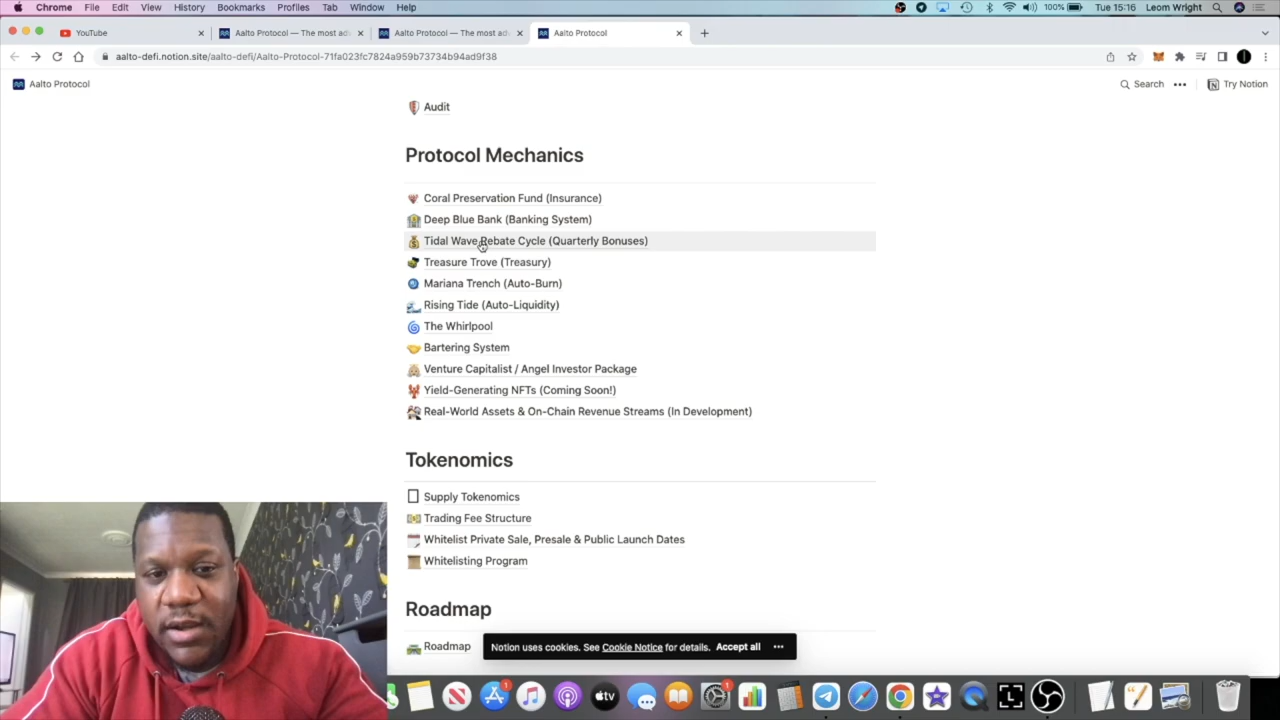 Chrome File Edit View History Bookmarks Profiles Tab Window Help 100% Tue 15:16 Leom Wright
YouTube Aalto Protocol — The most ad Aalto Protocol — The most adv Aalto Protocol
aalto-defi.notion.site/aalto-defi/Aalto-Protocol-71fa023fc7824a959b73734b94ad9f38
Aalto Protocol Search Try Notion
Audit
Protocol Mechanics
Coral Preservation Fund (Insurance)
Deep Blue Bank (Banking System)
Tidal Wave Rebate Cycle (Quarterly Bonuses)
Treasure Trove (Treasury)
Mariana Trench (Auto-Burn)
Rising Tide (Auto-Liquidity)
The Whirlpool
Bartering System
Venture Capitalist / Angel Investor Package
Yield-Generating NFTs (Coming Soon!)
Real-World Assets & On-Chain Revenue Streams (In Development)
Tokenomics
Supply Tokenomics
Trading Fee Structure
Whitelist Private Sale, Presale & Public Launch Dates
Whitelisting Program
Roadmap
Roadmap
Notion uses cookies. See Cookie Notice for details. Accept all
1 tv 1